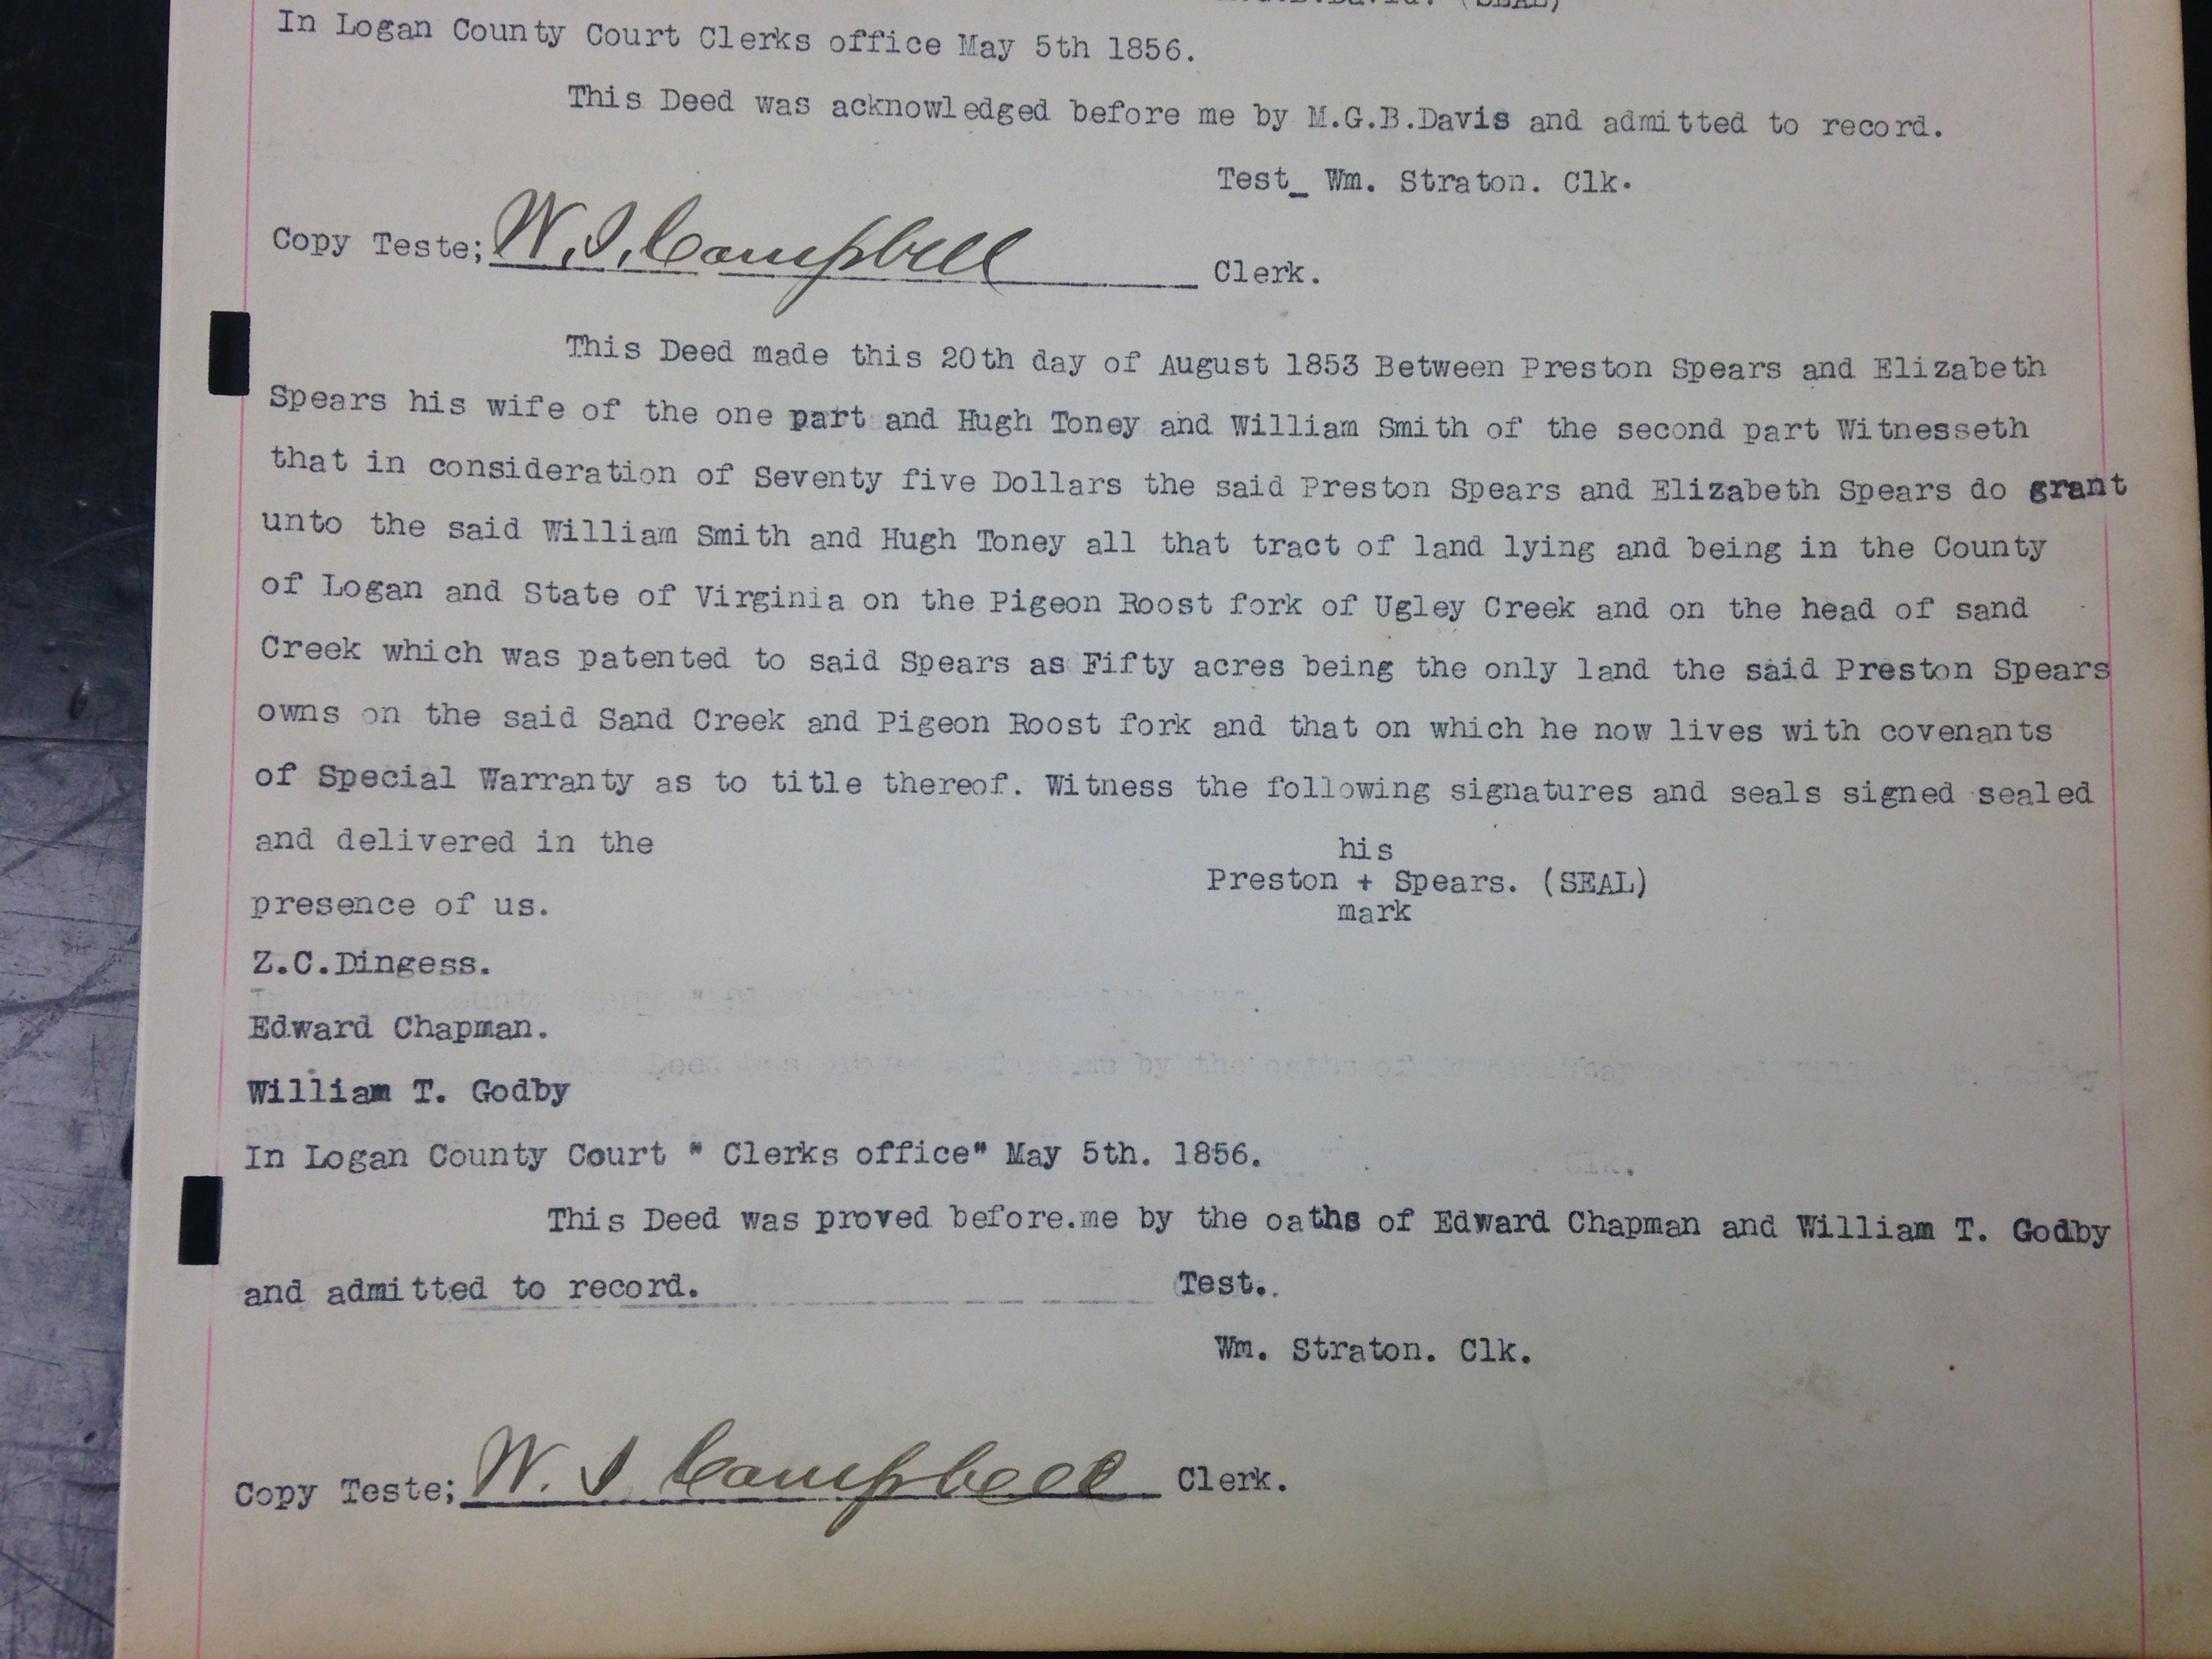 (SEAL)
In Logan County Court Clerks office May 5th 1856.
This Deed was acknowledged before me by M.G.B.Davis and admitted to record.
Test_ Wm. Straton. Clk.
Copy Teste; W.I. Campbell Clerk.
This Deed made this 20th day of August 1853 Between Preston Spears and Elizabeth
Spears his wife of the one part and Hugh Toney and William Smith of the second part Witnesseth
that in consideration of Seventy five Dollars the said Preston Spears and Elizabeth Spears do grant
unto the said William Smith and Hugh Toney all that tract of land lying and being in the County
of Logan and State of Virginia on the Pigeon Roost fork of Ugley Creek and on the head of sand
Creek which was patented to said Spears as Fifty acres being the only land the said Preston Spears
owns on the said Sand Creek and Pigeon Roost fork and that on which he now lives with covenants
of Special Warranty as to title thereof. Witness the following signatures and seals signed sealed
and delivered in the
his
Preston + Spears. (SEAL)
mark
presence of us.
Z.C.Dingess.
Edward Chapman.
William T. Godby
In Logan County Court " Clerks office" May 5th. 1856.
This Deed was proved before.me by the oaths of Edward Chapman and William T. Godby
and admitted to record. Test..
Wm. Straton. Clk.
Copy Teste; W. I Campbell Clerk.